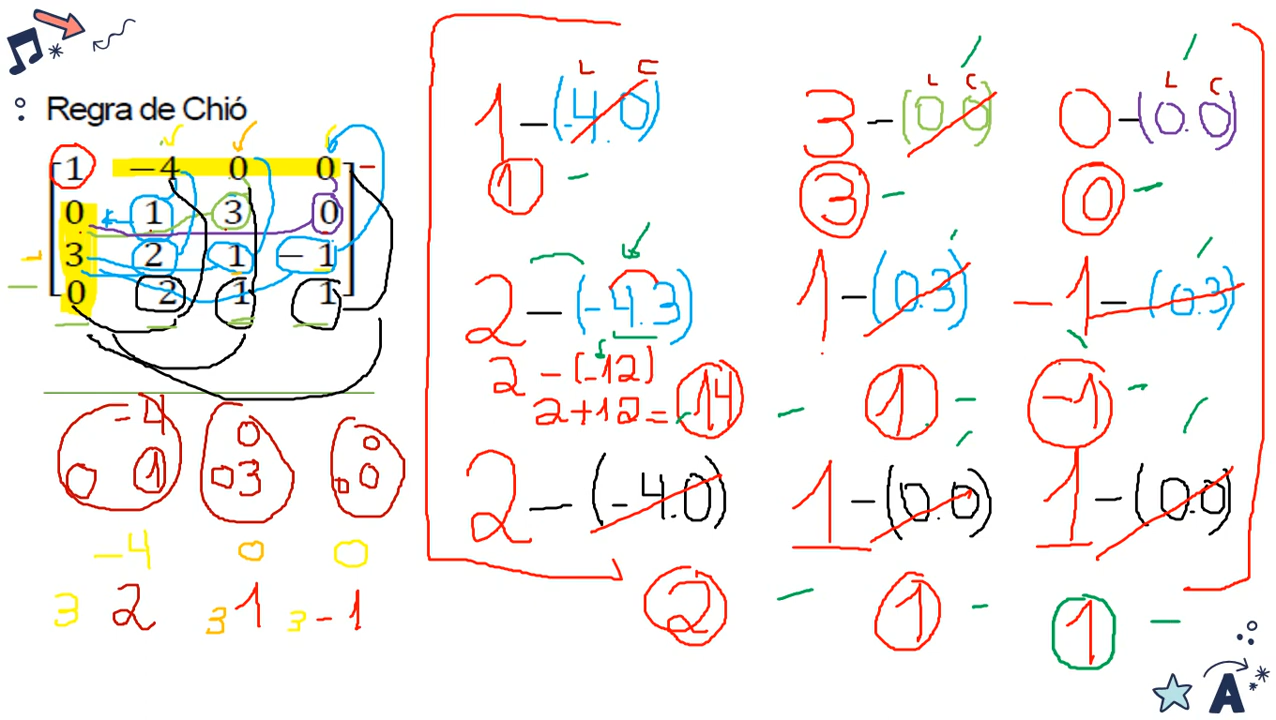 Regra de Chió
1 −4 0 0 -
0 1 3 0
L 3 2 1 −1
0 2 1 1
-4
0 1
0
0 3
0
0 0
-4 0 0
3 2 3 1 3 -1
L C
1 - (-4.0)
1 -
L C
3 - (0.0)
3 -
L C
0 - (0.0)
0 -
2 - (-4.3)
2 - (-12)
2 + 12 = 14 -
1 - (0.3)
1 -
-1 - (0.3)
-1 -
2 - (-4.0)
2 -
1 - (0.0)
1 -
1 - (0.0)
1 -
A